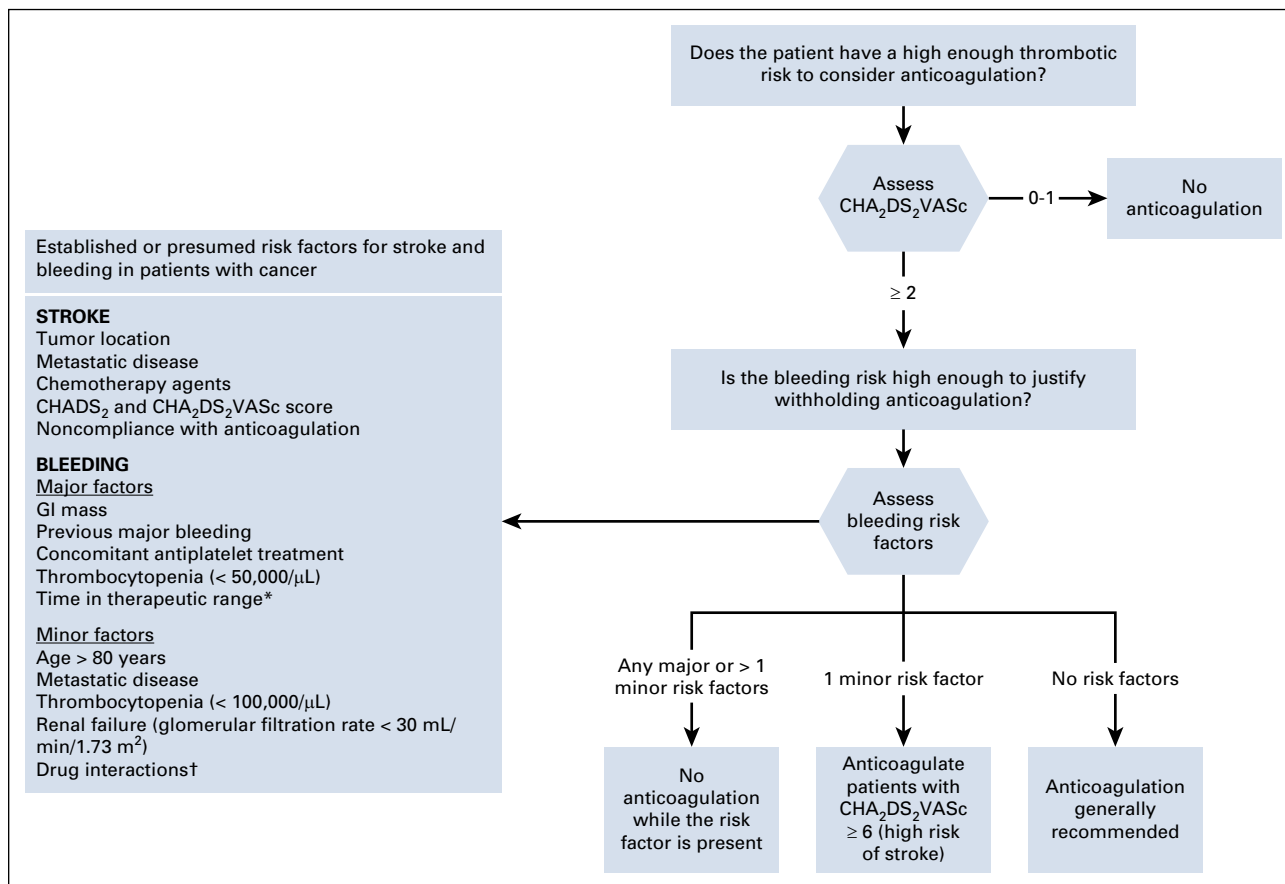 Does the patient have a high enough thrombotic
risk to consider anticoagulation?
Assess
CHA₂DS₂VASc
0-1
No
anticoagulation
≥ 2
Is the bleeding risk high enough to justify
withholding anticoagulation?
Assess
bleeding risk
factors
Established or presumed risk factors for stroke and
bleeding in patients with cancer
STROKE
Tumor location
Metastatic disease
Chemotherapy agents
CHADS₂ and CHA₂DS₂VASc score
Noncompliance with anticoagulation
BLEEDING
Major factors
GI mass
Previous major bleeding
Concomitant antiplatelet treatment
Thrombocytopenia (< 50,000/μL)
Time in therapeutic range*
Minor factors
Age > 80 years
Metastatic disease
Thrombocytopenia (< 100,000/μL)
Renal failure (glomerular filtration rate < 30 mL/
min/1.73 m²)
Drug interactions†
Any major or > 1
minor risk factors
1 minor risk factor
No risk factors
No
anticoagulation
while the risk
factor is present
Anticoagulate
patients with
CHA₂DS₂VASc
≥ 6 (high risk
of stroke)
Anticoagulation
generally
recommended